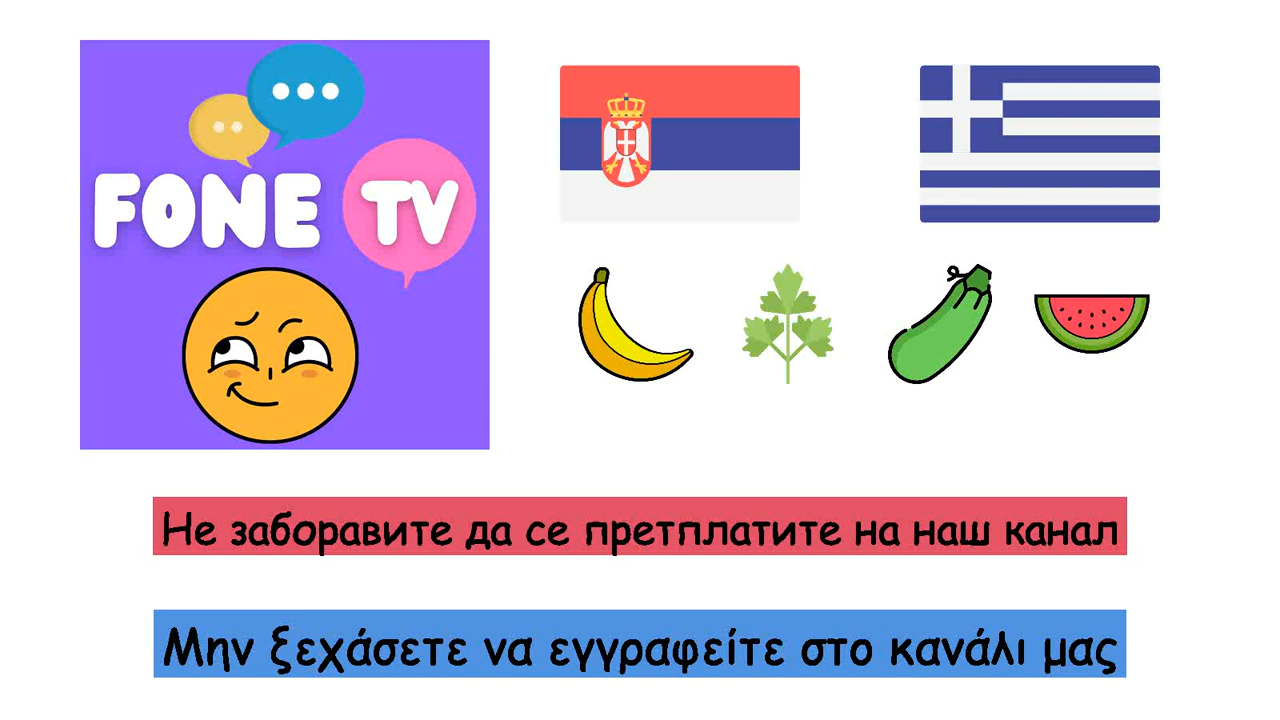 FONE TV
Не заборавите да се претплатите на наш канал
Μην ξεχάσετε να εγγραφείτε στο κανάλι μας